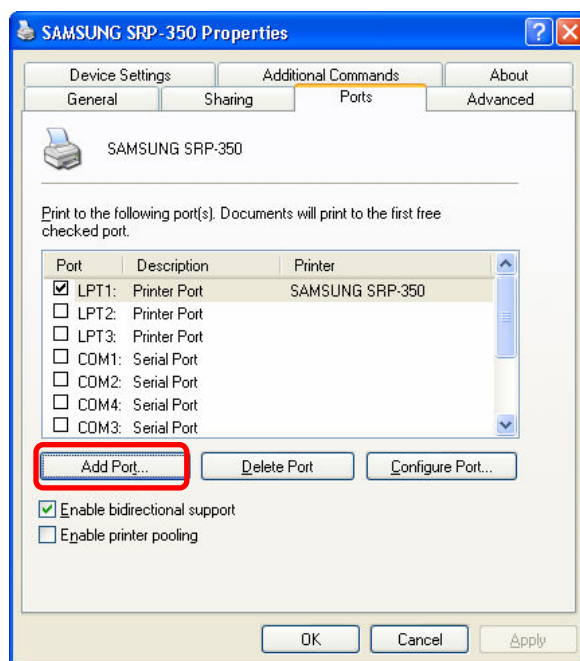 SAMSUNG SRP-350 Properties
Device Settings Additional Commands About
General Sharing Ports Advanced
SAMSUNG SRP-350
Print to the following port(s). Documents will print to the first free
checked port.
Port Description Printer
LPT1: Printer Port SAMSUNG SRP-350
LPT2: Printer Port
LPT3: Printer Port
COM1: Serial Port
COM2: Serial Port
COM4: Serial Port
COM3: Serial Port
Add Port... Delete Port Configure Port...
Enable bidirectional support
Enable printer pooling
OK Cancel Apply